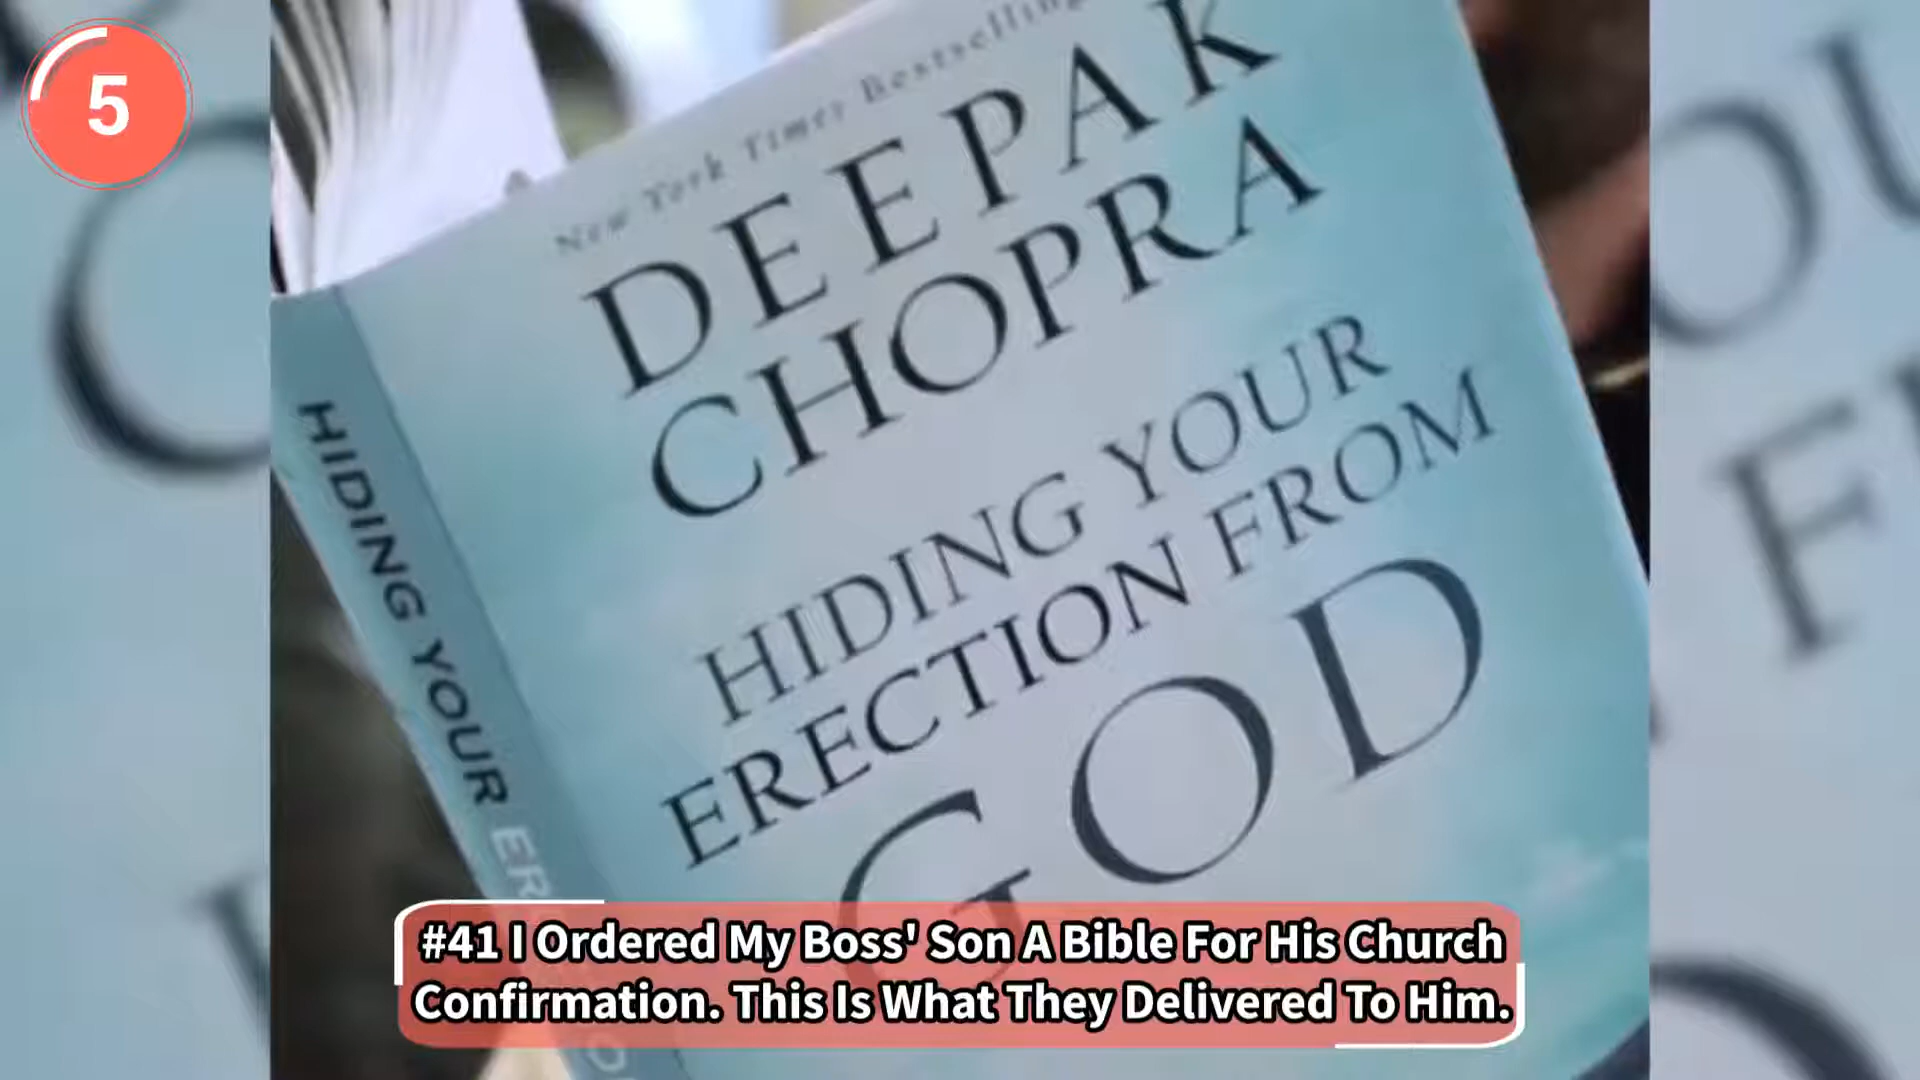 5
New York Times Bestselling
DEEPAK
CHOPRA
HIDING YOUR
ERECTION FROM
GOD
HIDING YOUR
#41 I Ordered My Boss' Son A Bible For His Church
Confirmation. This Is What They Delivered To Him.